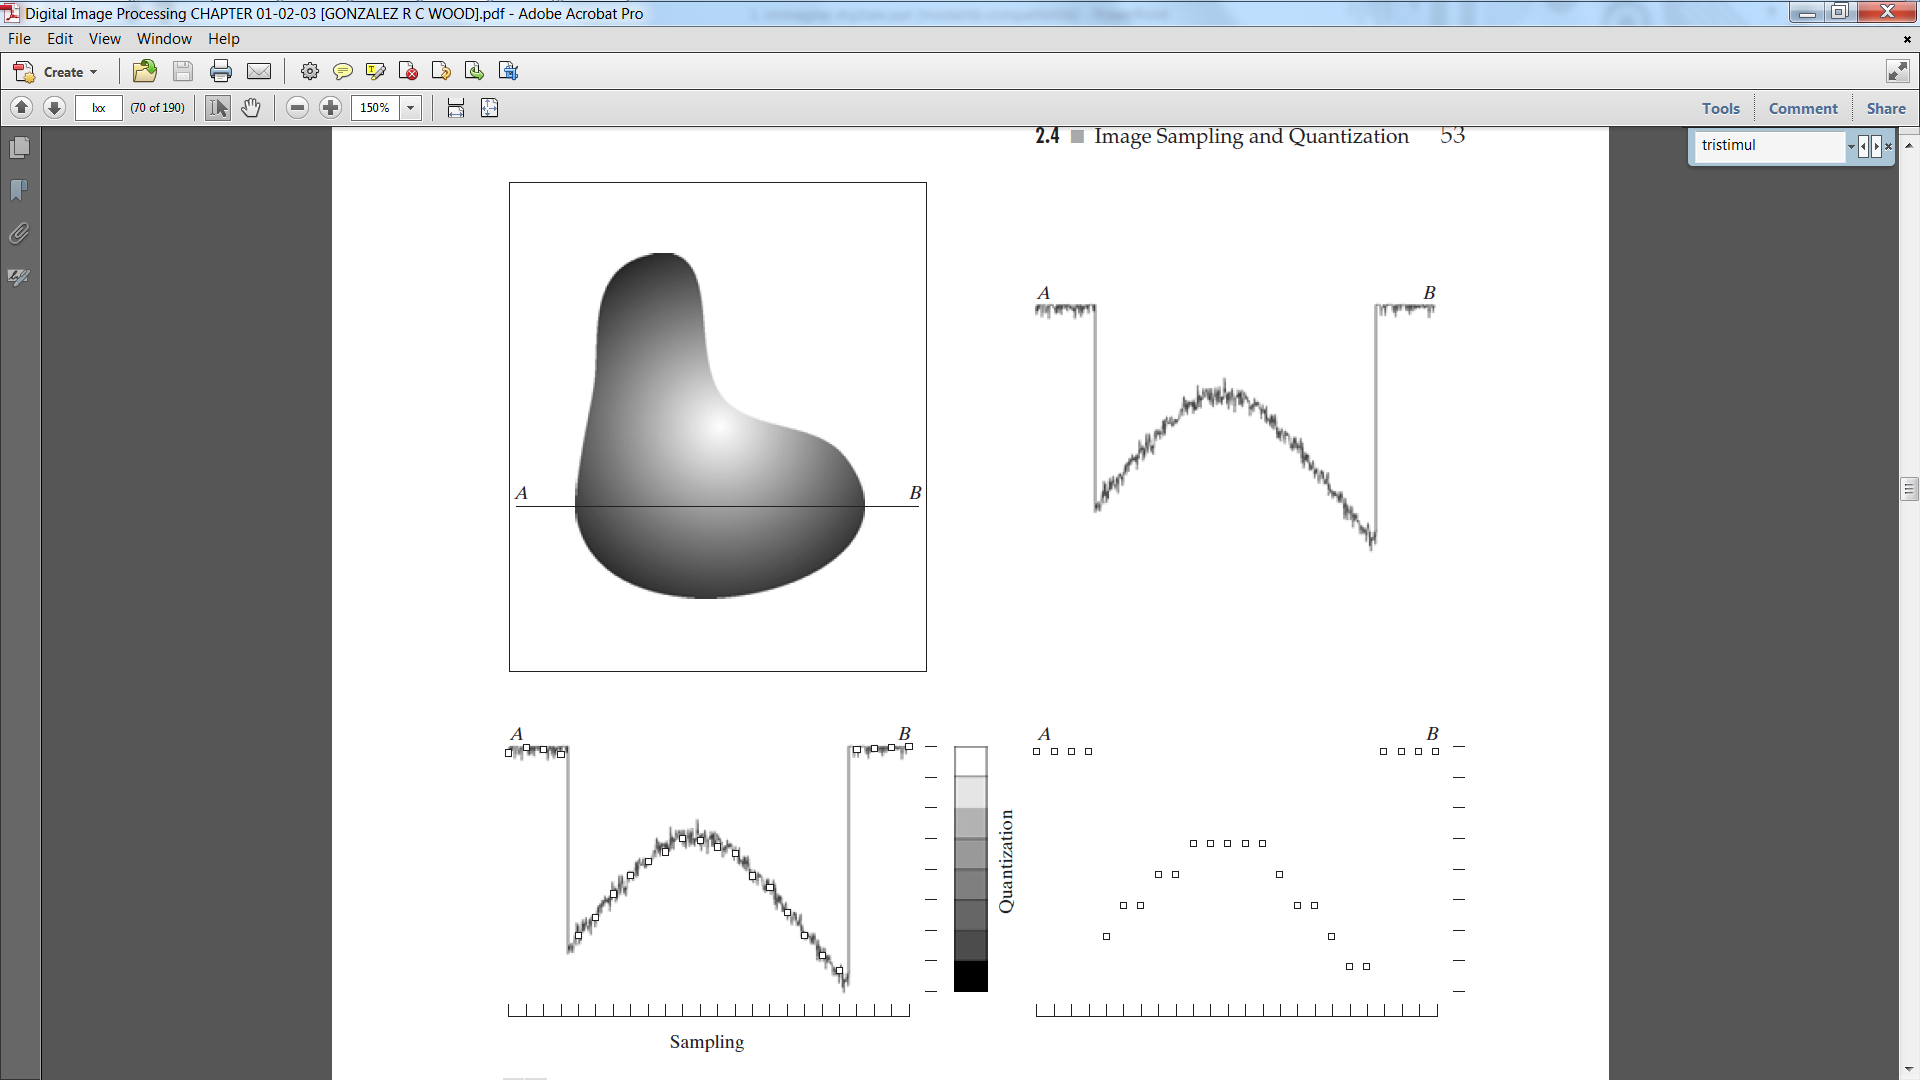 Digital Image Processing CHAPTER 01-02-03 [GONZALEZ R C WOOD].pdf - Adobe Acrobat Pro
File Edit View Window Help
Create
lxx (70 of 190) 150% Tools Comment Share
2.4 Image Sampling and Quantization 53
tristimul
A B
A B
A B
A B
Quantization
Sampling